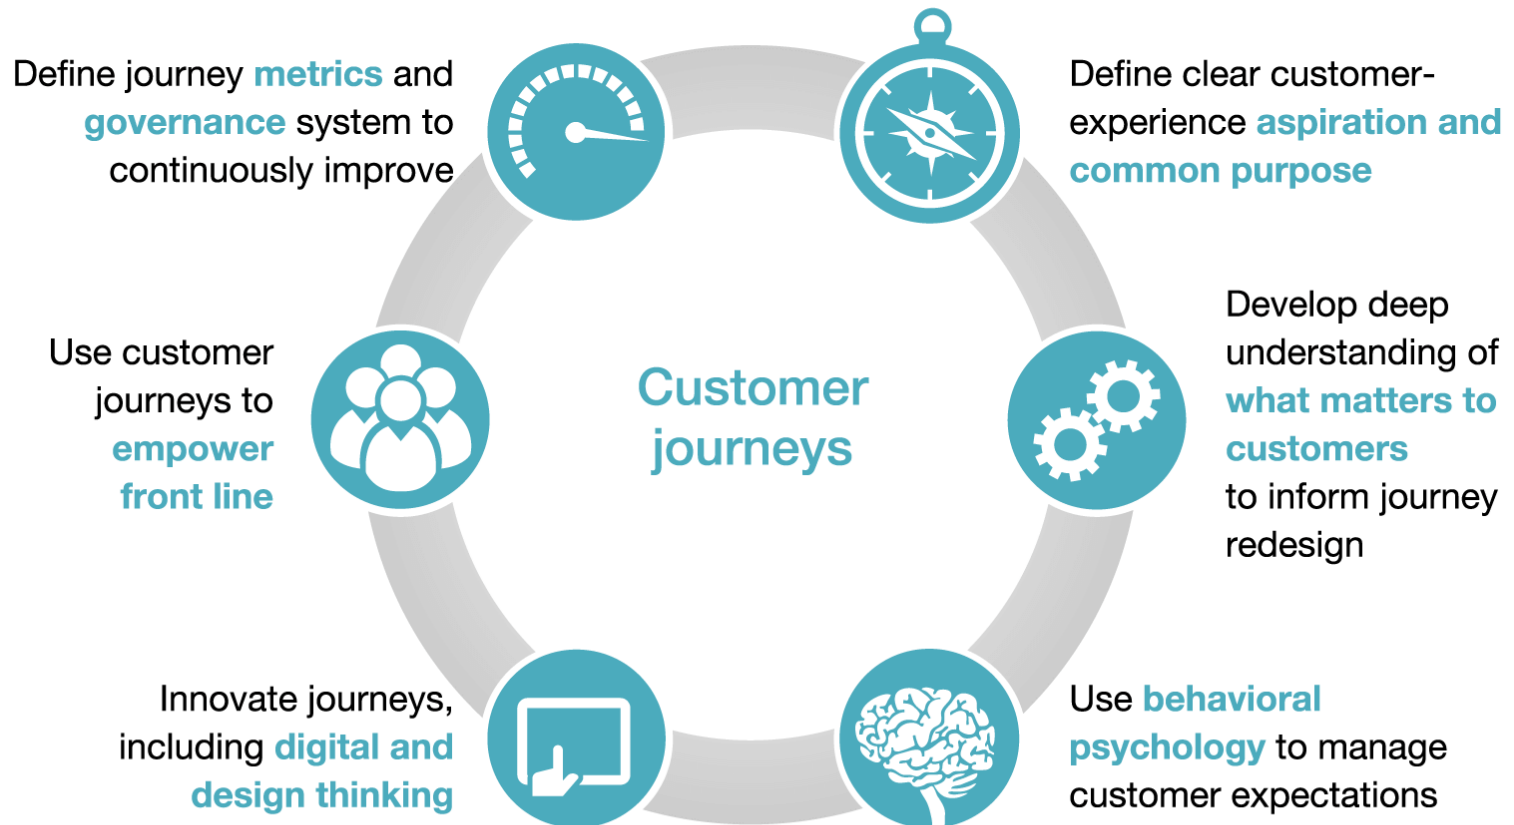 Define journey metrics and
governance system to
continuously improve
Define clear customer-
experience aspiration and
common purpose
Use customer
journeys to
empower
front line
Customer
journeys
Develop deep
understanding of
what matters to
customers
to inform journey
redesign
Innovate journeys,
including digital and
design thinking
Use behavioral
psychology to manage
customer expectations